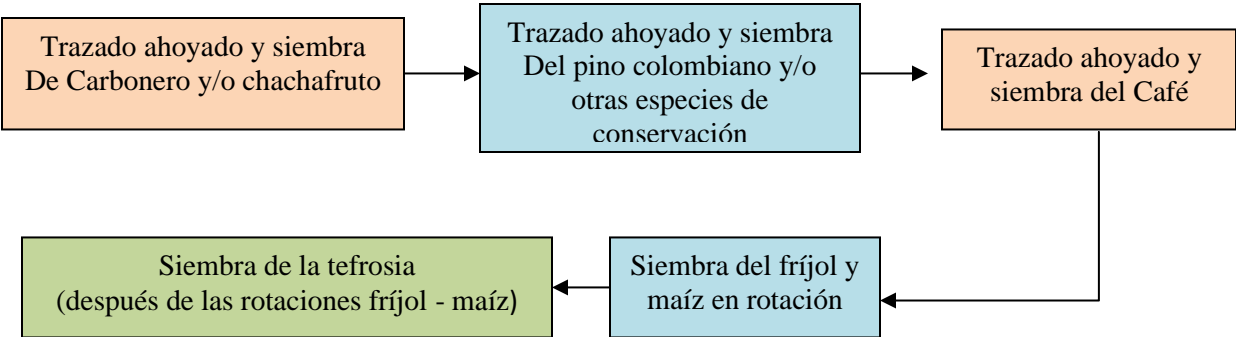 Trazado ahoyado y siembra
De Carbonero y/o chachafruto
Trazado ahoyado y siembra
Del pino colombiano y/o
otras especies de
conservación
Trazado ahoyado y
siembra del Café
Siembra del fríjol y
maíz en rotación
Siembra de la tefrosia
(después de las rotaciones fríjol - maíz)